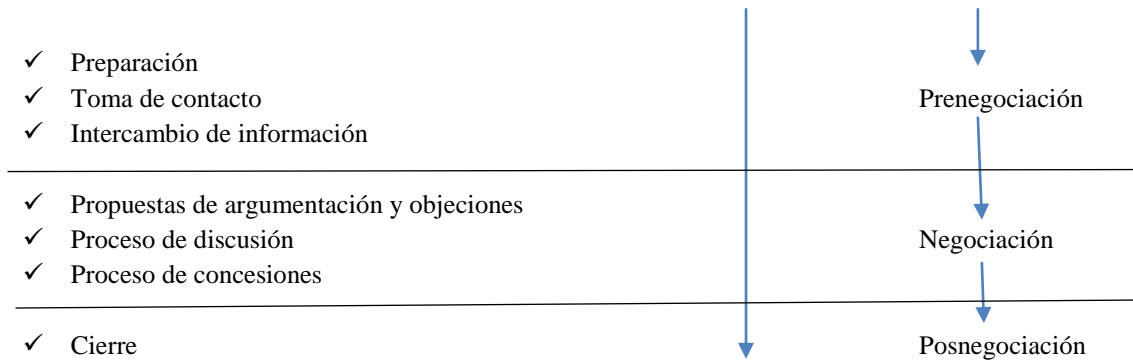 ✓ Preparación
✓ Toma de contacto Prenegociación
✓ Intercambio de información
✓ Propuestas de argumentación y objeciones
✓ Proceso de discusión Negociación
✓ Proceso de concesiones
✓ Cierre Posnegociación